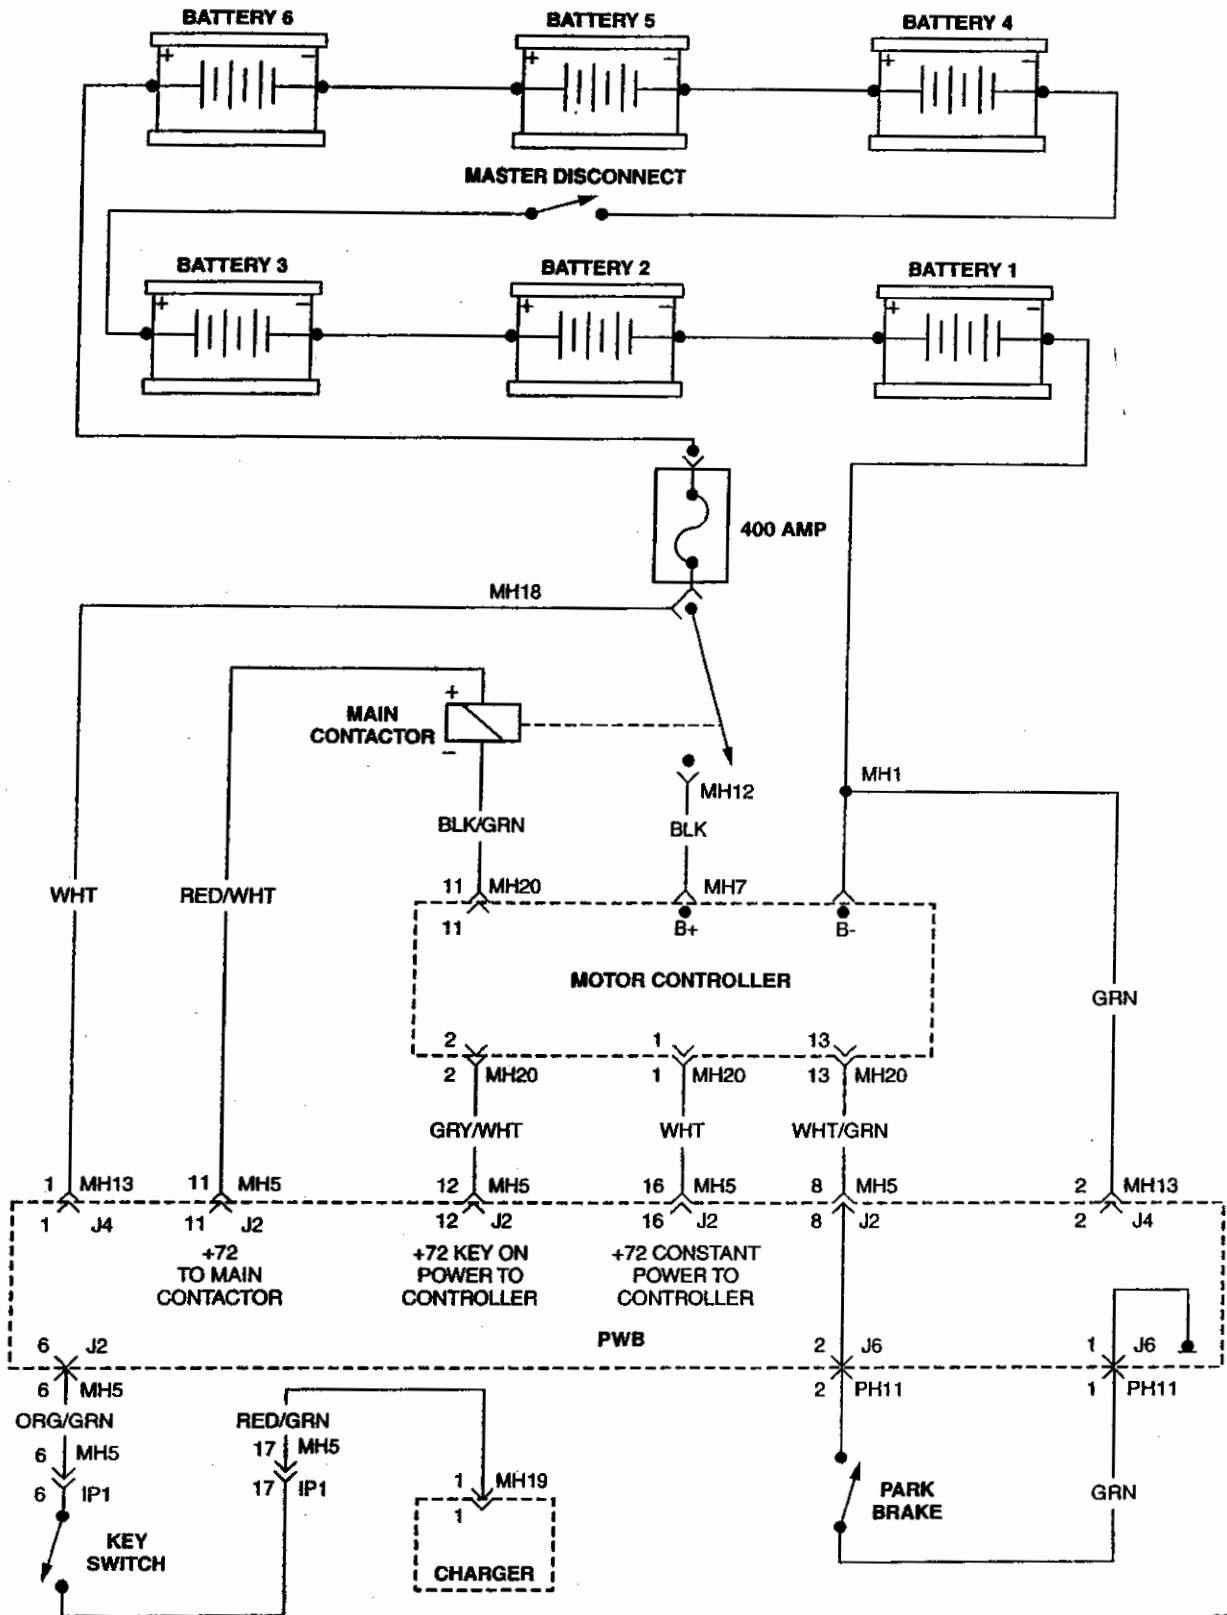 BATTERY 6
BATTERY 5
BATTERY 4
+ −
+ −
+ −
MASTER DISCONNECT
BATTERY 3
BATTERY 2
BATTERY 1
+ −
+ −
+ −
400 AMP
MH18
+
MAIN
CONTACTOR
−
MH1
MH12
BLK/GRN
BLK
WHT
RED/WHT
11 MH20
MH7
11
B+
B-
MOTOR CONTROLLER
GRN
2
1
13
2 MH20
1 MH20
13 MH20
GRY/WHT
WHT
WHT/GRN
1 MH13
11 MH5
12 MH5
16 MH5
8 MH5
2 MH13
1 J4
11 J2
12 J2
16 J2
8 J2
2 J4
+72
TO MAIN
CONTACTOR
+72 KEY ON
POWER TO
CONTROLLER
+72 CONSTANT
POWER TO
CONTROLLER
PWB
6 J2
2 J6
1 J6
6 MH5
2 PH11
1 PH11
ORG/GRN
RED/GRN
6 MH5
17 MH5
6 IP1
17 IP1
1 MH19
1
KEY
SWITCH
CHARGER
PARK
BRAKE
GRN